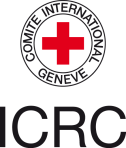 COMITE INTERNATIONAL
GENEVE
ICRC